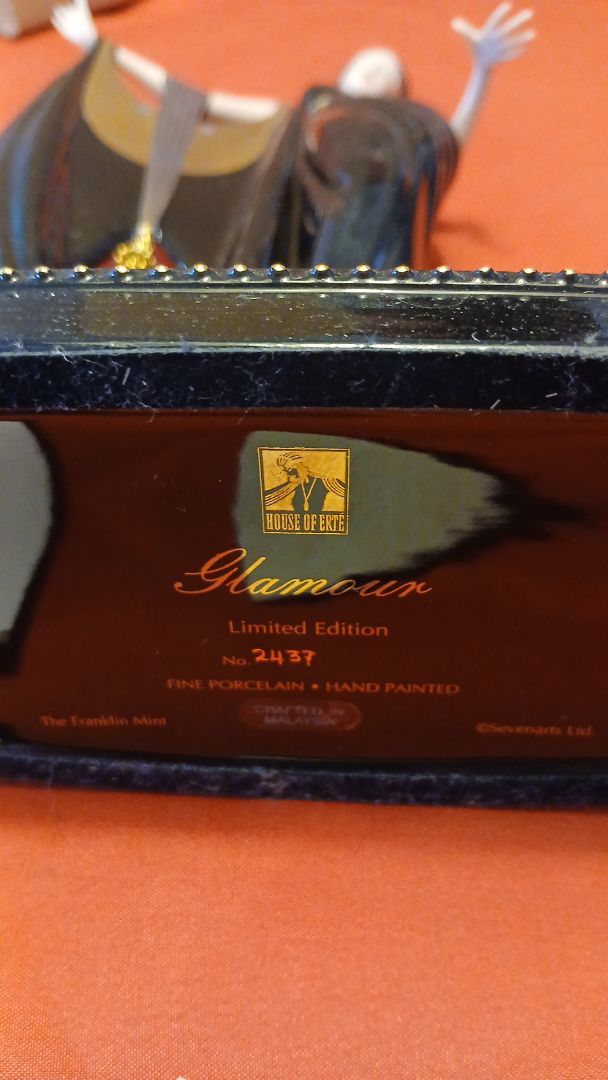 HOUSE OF ERTÉ
Glamour
Limited Edition
No. 2437
FINE PORCELAIN • HAND PAINTED
CRAFTED IN
MALAYSIA
The Franklin Mint
©Sevenarts Ltd.